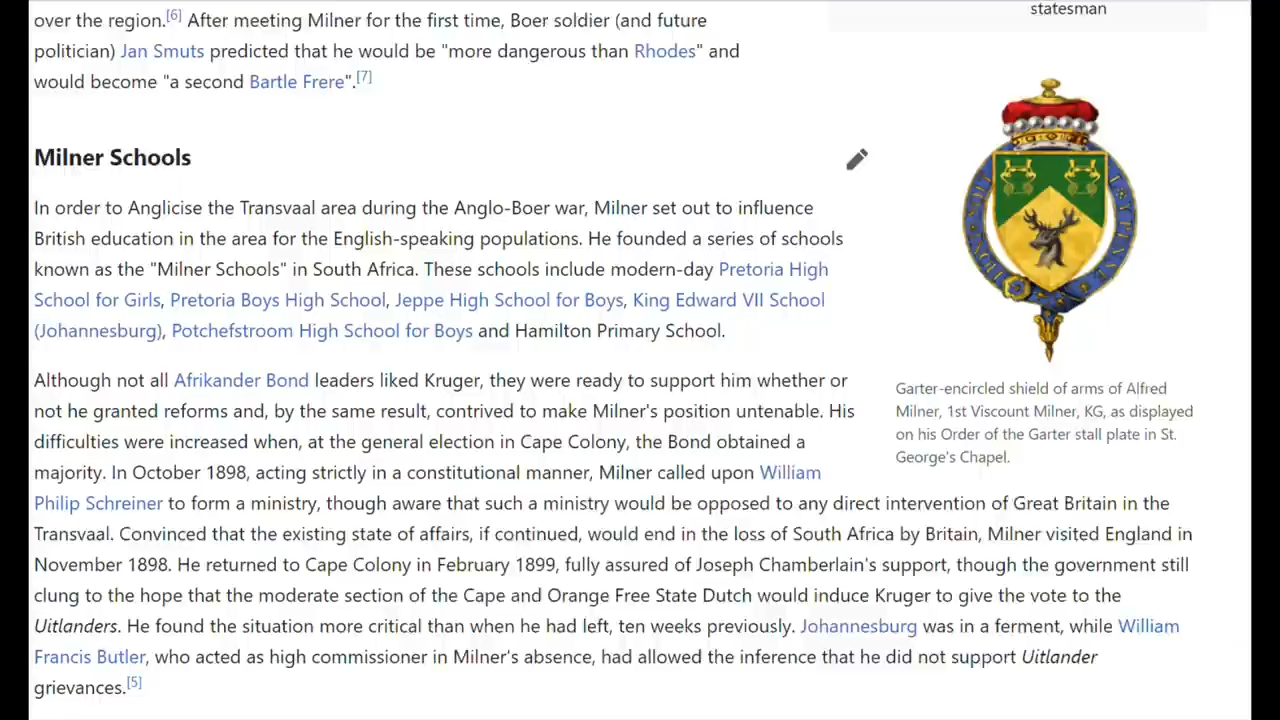 over the region.[6] After meeting Milner for the first time, Boer soldier (and future
politician) Jan Smuts predicted that he would be "more dangerous than Rhodes" and
would become "a second Bartle Frere".[7]
Milner Schools
In order to Anglicise the Transvaal area during the Anglo-Boer war, Milner set out to influence
British education in the area for the English-speaking populations. He founded a series of schools
known as the "Milner Schools" in South Africa. These schools include modern-day Pretoria High
School for Girls, Pretoria Boys High School, Jeppe High School for Boys, King Edward VII School
(Johannesburg), Potchefstroom High School for Boys and Hamilton Primary School.
Although not all Afrikander Bond leaders liked Kruger, they were ready to support him whether or
not he granted reforms and, by the same result, contrived to make Milner's position untenable. His
difficulties were increased when, at the general election in Cape Colony, the Bond obtained a
majority. In October 1898, acting strictly in a constitutional manner, Milner called upon William
Philip Schreiner to form a ministry, though aware that such a ministry would be opposed to any direct intervention of Great Britain in the
Transvaal. Convinced that the existing state of affairs, if continued, would end in the loss of South Africa by Britain, Milner visited England in
November 1898. He returned to Cape Colony in February 1899, fully assured of Joseph Chamberlain's support, though the government still
clung to the hope that the moderate section of the Cape and Orange Free State Dutch would induce Kruger to give the vote to the
Uitlanders. He found the situation more critical than when he had left, ten weeks previously. Johannesburg was in a ferment, while William
Francis Butler, who acted as high commissioner in Milner's absence, had allowed the inference that he did not support Uitlander
grievances.[5]
statesman
Garter-encircled shield of arms of Alfred
Milner, 1st Viscount Milner, KG, as displayed
on his Order of the Garter stall plate in St.
George's Chapel.